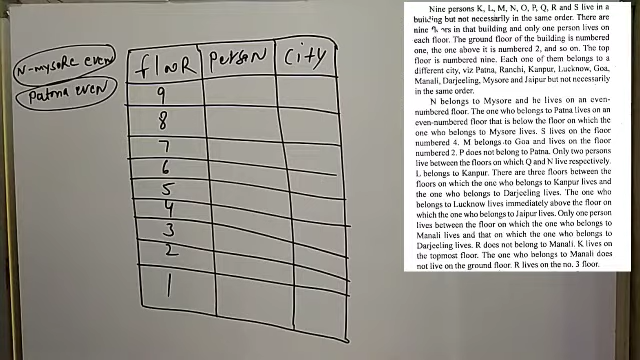 N-mysore even
Patna even
floor person City
9
8
7
6
5
4
3
2
1
Nine persons K, L, M, N, O, P, Q, R and S live in a
building but not necessarily in the same order. There are
nine floors in that building and only one person lives on
each floor. The ground floor of the building is numbered
one, the one above it is numbered 2, and so on. The top
floor is numbered nine. Each one of them belongs to a
different city, viz Patna, Ranchi, Kanpur, Lucknow, Goa,
Manali, Darjeeling, Mysore and Jaipur but not necessarily
in the same order.
N belongs to Mysore and he lives on an even-
numbered floor. The one who belongs to Patna lives on an
even-numbered floor that is below the floor on which the
one who belongs to Mysore lives. S lives on the floor
numbered 4. M belongs to Goa and lives on the floor
numbered 2. P does not belong to Patna. Only two persons
live between the floors on which Q and N live respectively.
L belongs to Kanpur. There are three floors between the
floors on which the one who belongs to Kanpur lives and
the one who belongs to Darjeeling lives. The one who
belongs to Lucknow lives immediately above the floor on
which the one who belongs to Jaipur lives. Only one person
lives between the floor on which the one who belongs to
Manali lives and that on which the one who belongs to
Darjeeling lives. R does not belong to Manali. K lives on
the topmost floor. The one who belongs to Manali does
not live on the ground floor. R lives on the no. 3 floor.